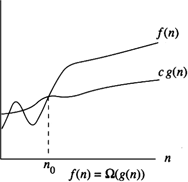 f(n)
c g(n)
n₀
n
f(n) = Ω(g(n))